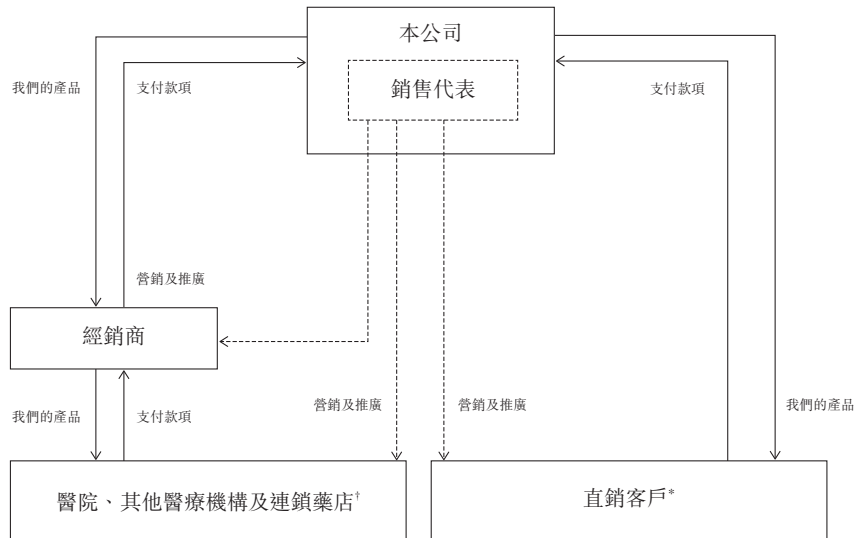 本公司
銷售代表
我們的產品
支付款項
支付款項
營銷及推廣
經銷商
我們的產品
支付款項
營銷及推廣
營銷及推廣
我們的產品
醫院、其他醫療機構及連鎖藥店†
直銷客戶*